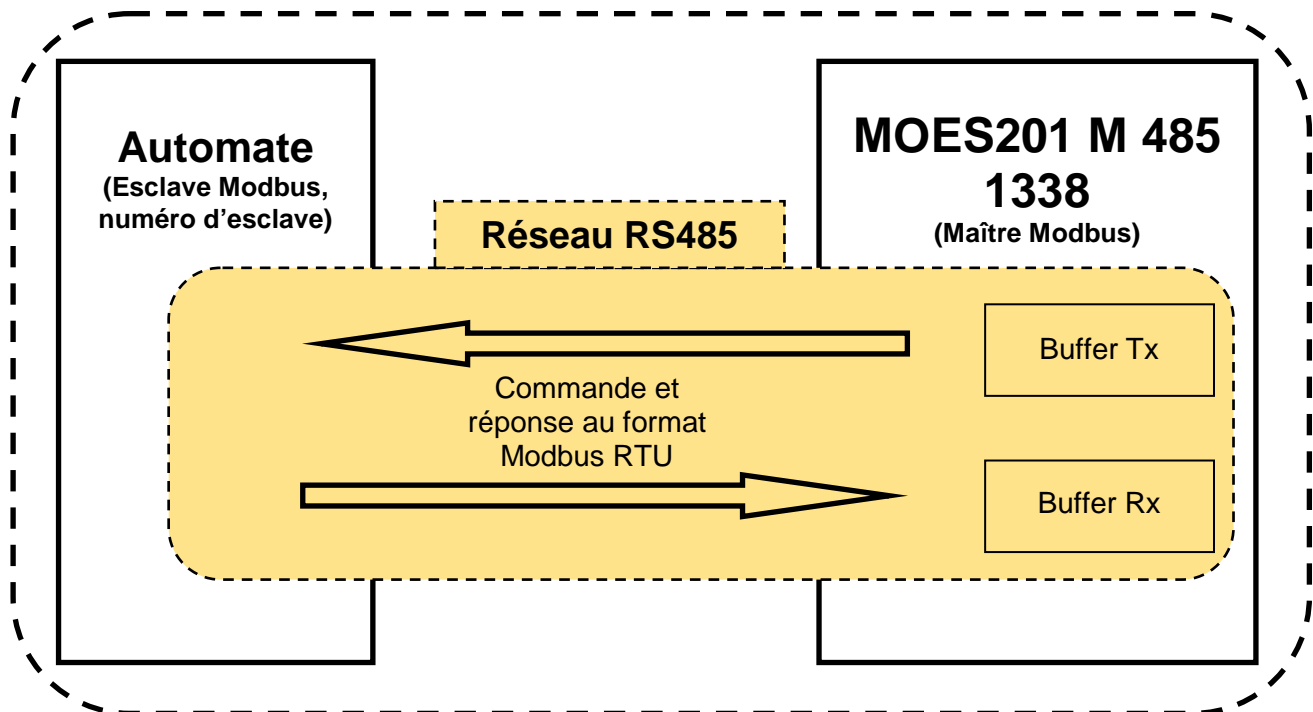 Automate
(Esclave Modbus,
numéro d’esclave)
MOES201 M 485
1338
(Maître Modbus)
Réseau RS485
Buffer Tx
Commande et
réponse au format
Modbus RTU
Buffer Rx